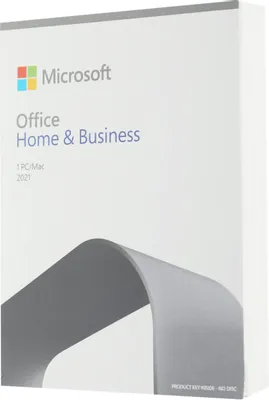 Microsoft
Office
Home & Business
1 PC/Mac
2021
PRODUCT KEY INSIDE - NO DISC